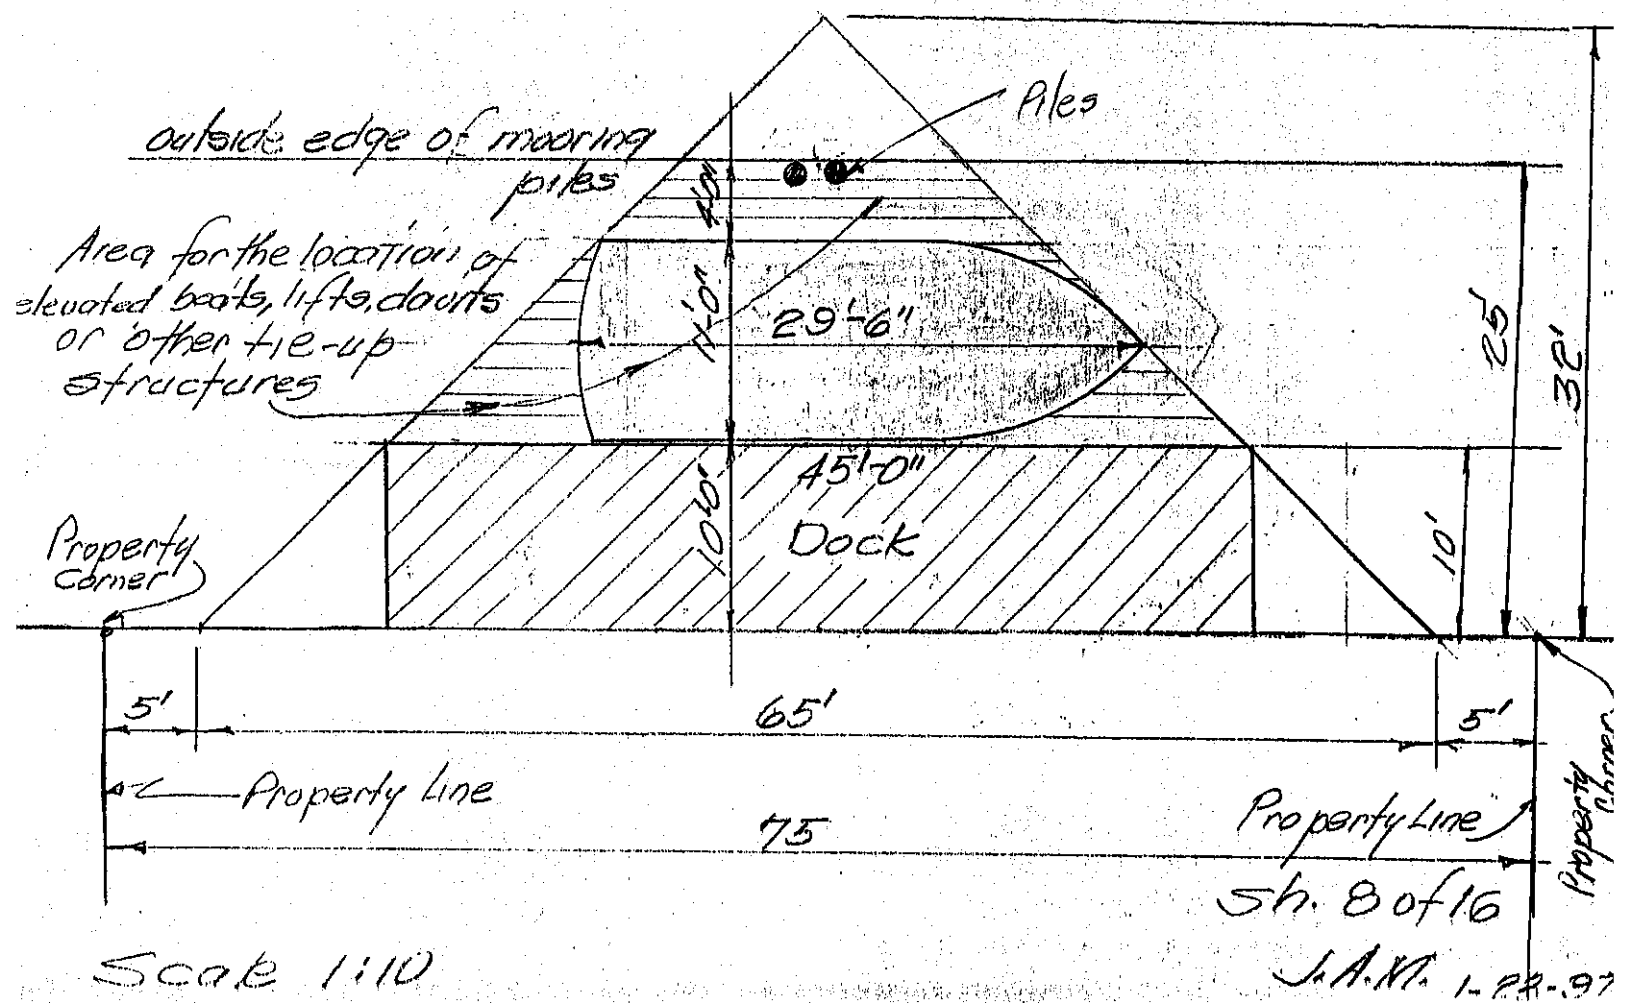 Piles
outside edge of mooring
piles
4'-0"
Area for the location of
elevated boats, lifts, davits
or other tie-up
structures
11'-0"
29'-6"
25'
32'
45'-0"
Dock
10'-0"
10'
Property
Corner
5'
65'
5'
Property
Corner
Property Line
Property Line
75
Sh. 8 of 16
Scale 1:10
J.A.M. 1-22-97